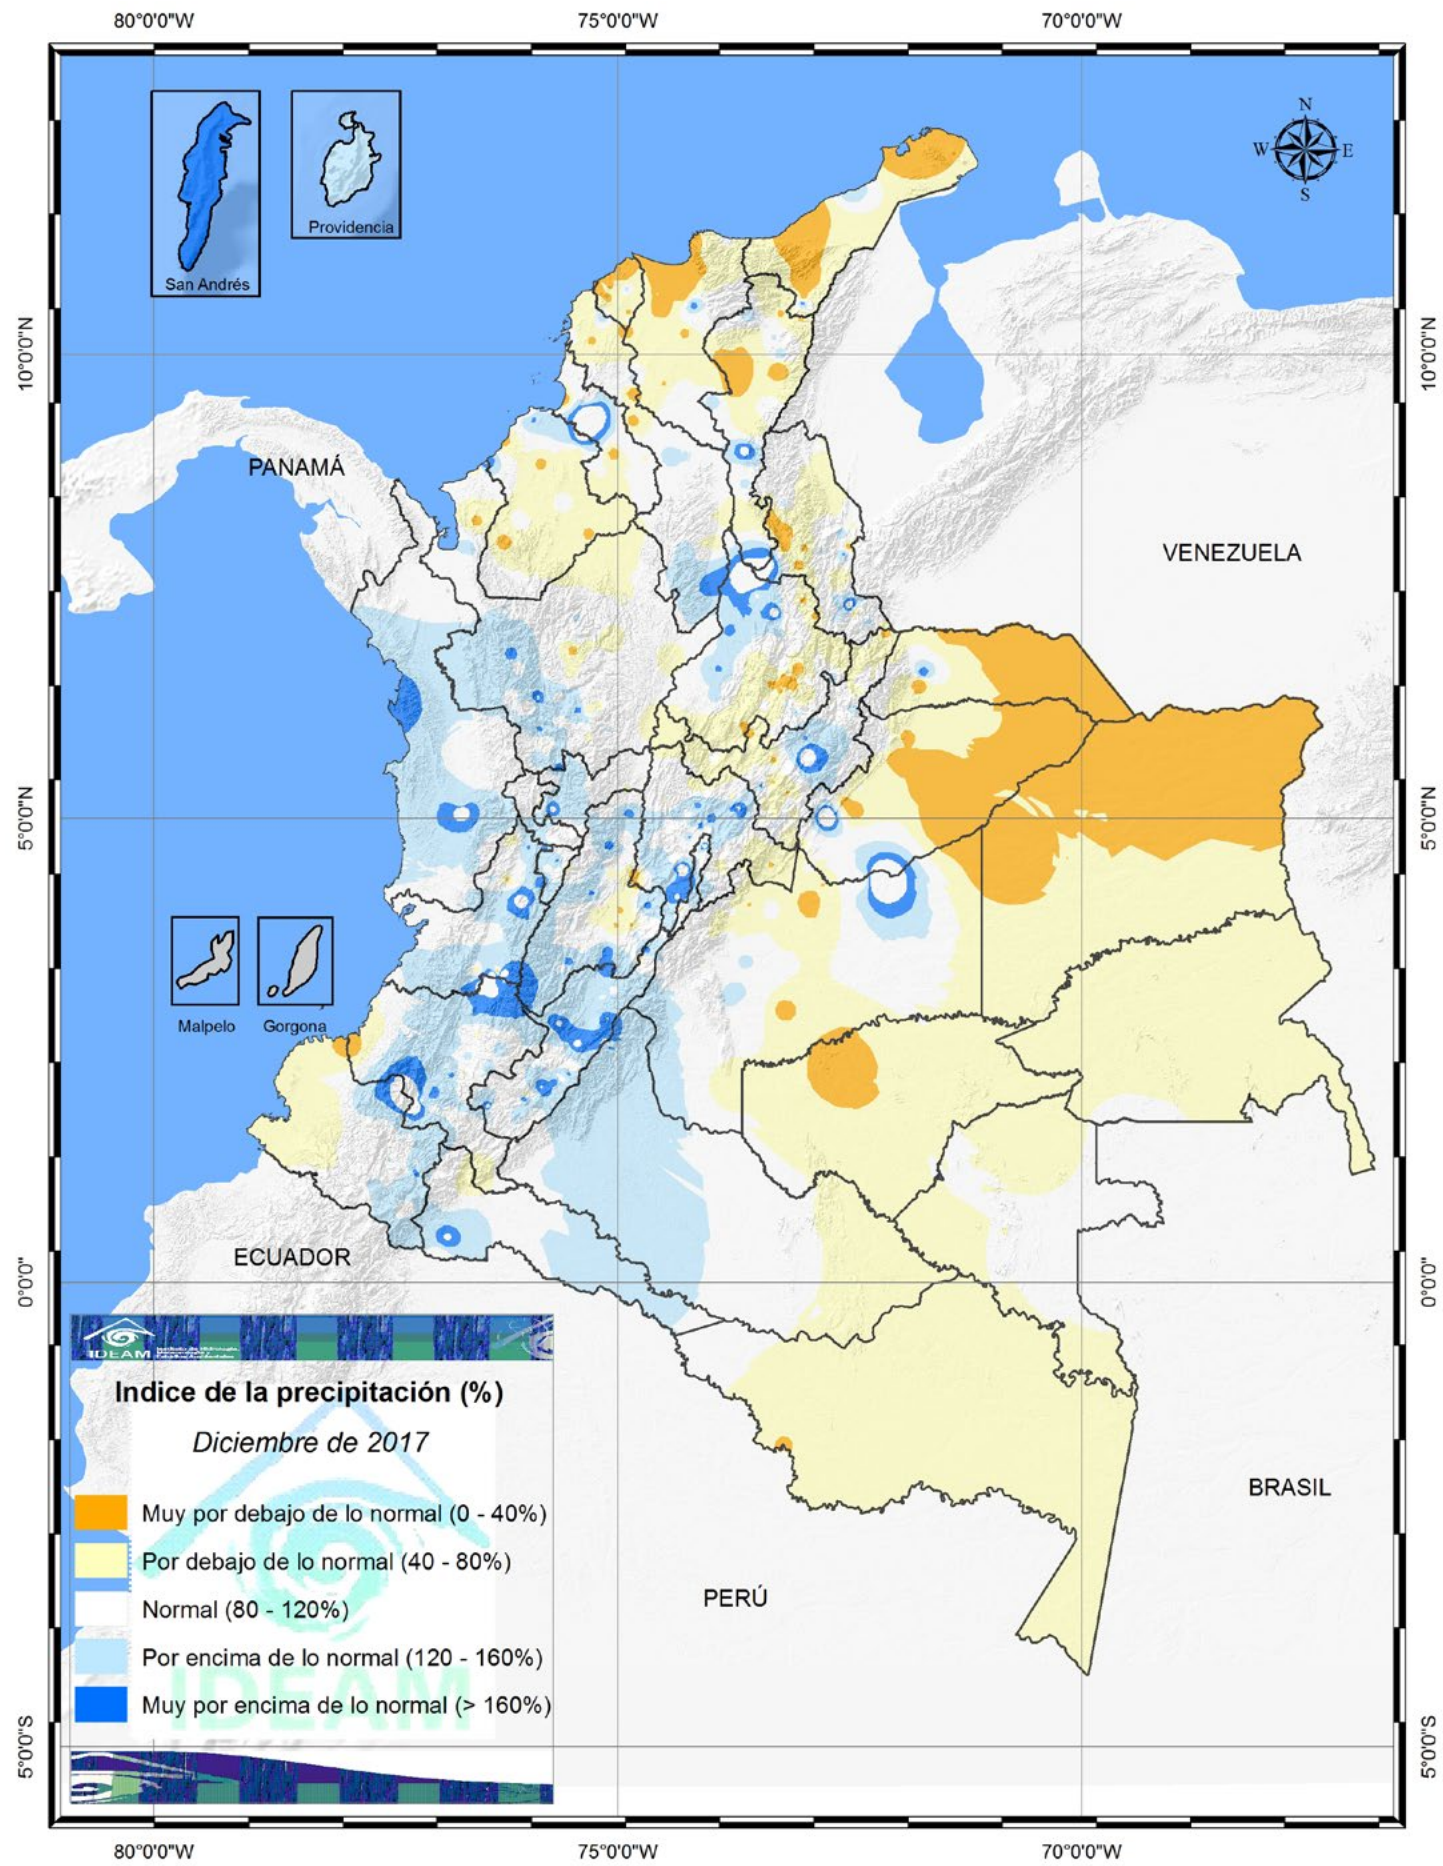 80°0'0"W 75°0'0"W 70°0'0"W
N
W E
S
San Andrés
Providencia
10°0'0"N 10°0'0"N
PANAMÁ
VENEZUELA
5°0'0"N 5°0'0"N
Malpelo Gorgona
ECUADOR
0°0'0" 0°0'0"
IDEAM
Indice de la precipitación (%)
Diciembre de 2017
BRASIL
Muy por debajo de lo normal (0 - 40%)
Por debajo de lo normal (40 - 80%)
PERÚ
Normal (80 - 120%)
Por encima de lo normal (120 - 160%)
Muy por encima de lo normal (> 160%)
IDEAM
5°0'0"S 5°0'0"S
80°0'0"W 75°0'0"W 70°0'0"W